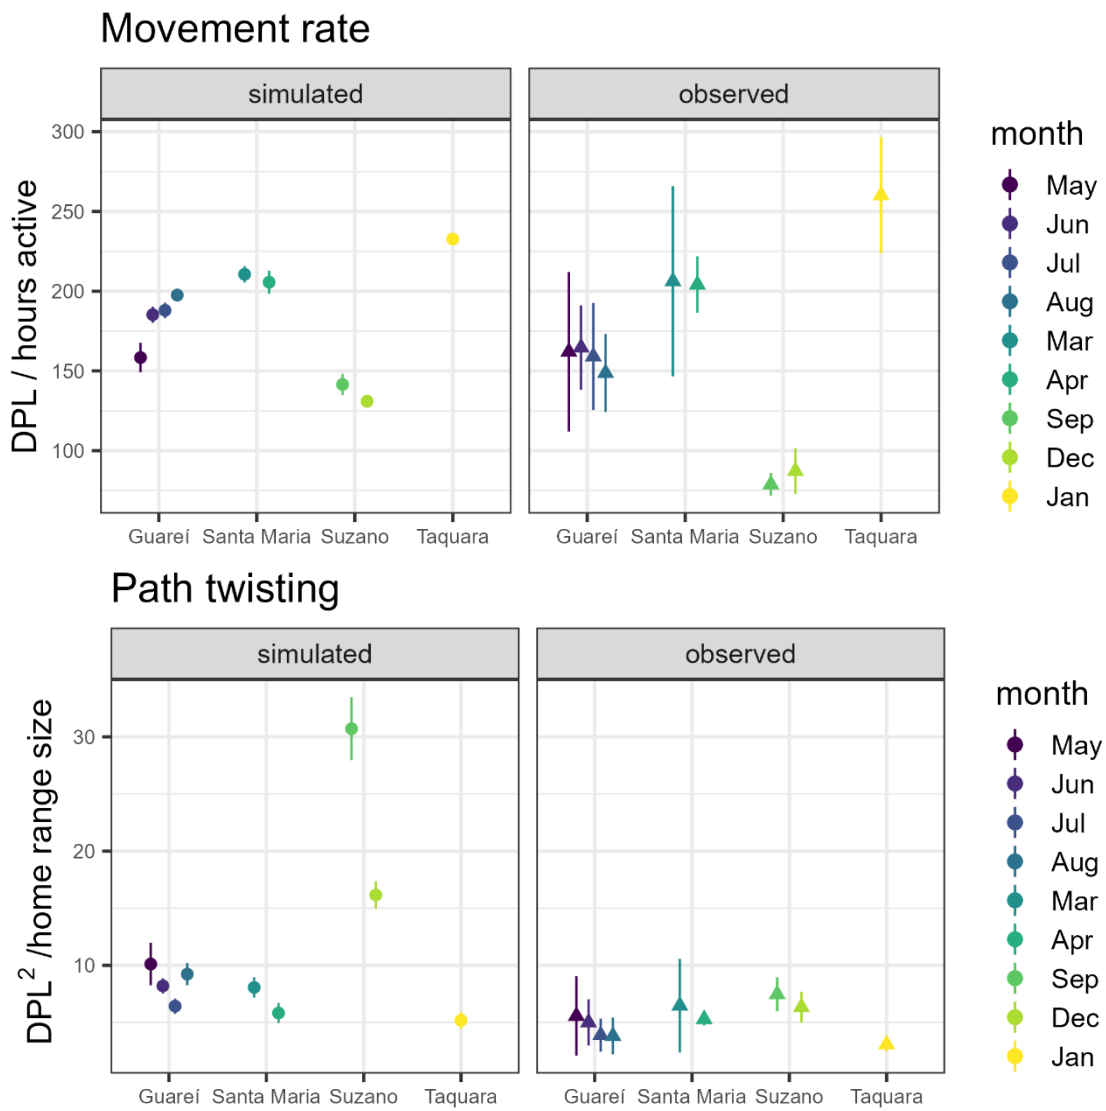 Movement rate
simulated
observed
DPL / hours active
300
250
200
150
100
Guareí Santa Maria Suzano Taquara
Guareí Santa Maria Suzano Taquara
month
May
Jun
Jul
Aug
Mar
Apr
Sep
Dec
Jan
Path twisting
simulated
observed
DPL² /home range size
30
20
10
Guareí Santa Maria Suzano Taquara
Guareí Santa Maria Suzano Taquara
month
May
Jun
Jul
Aug
Mar
Apr
Sep
Dec
Jan